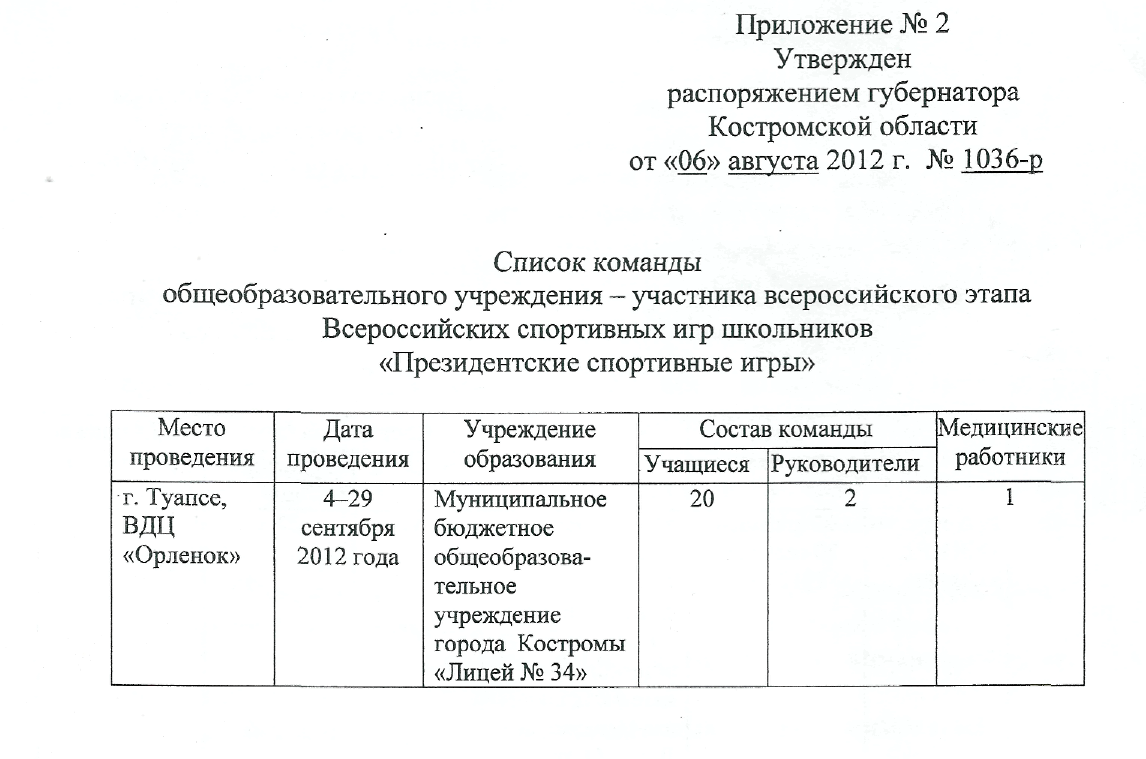 Приложение № 2
Утвержден
распоряжением губернатора
Костромской области
от «06» августа 2012 г. № 1036-р
Список команды
общеобразовательного учреждения – участника всероссийского этапа
Всероссийских спортивных игр школьников
«Президентские спортивные игры»
Место
проведения
Дата
проведения
Учреждение
образования
Состав команды
Учащиеся
Руководители
Медицинские
работники
г. Туапсе,
ВДЦ
«Орленок»
4–29
сентября
2012 года
Муниципальное
бюджетное
общеобразова-
тельное
учреждение
города Костромы
«Лицей № 34»
20
2
1